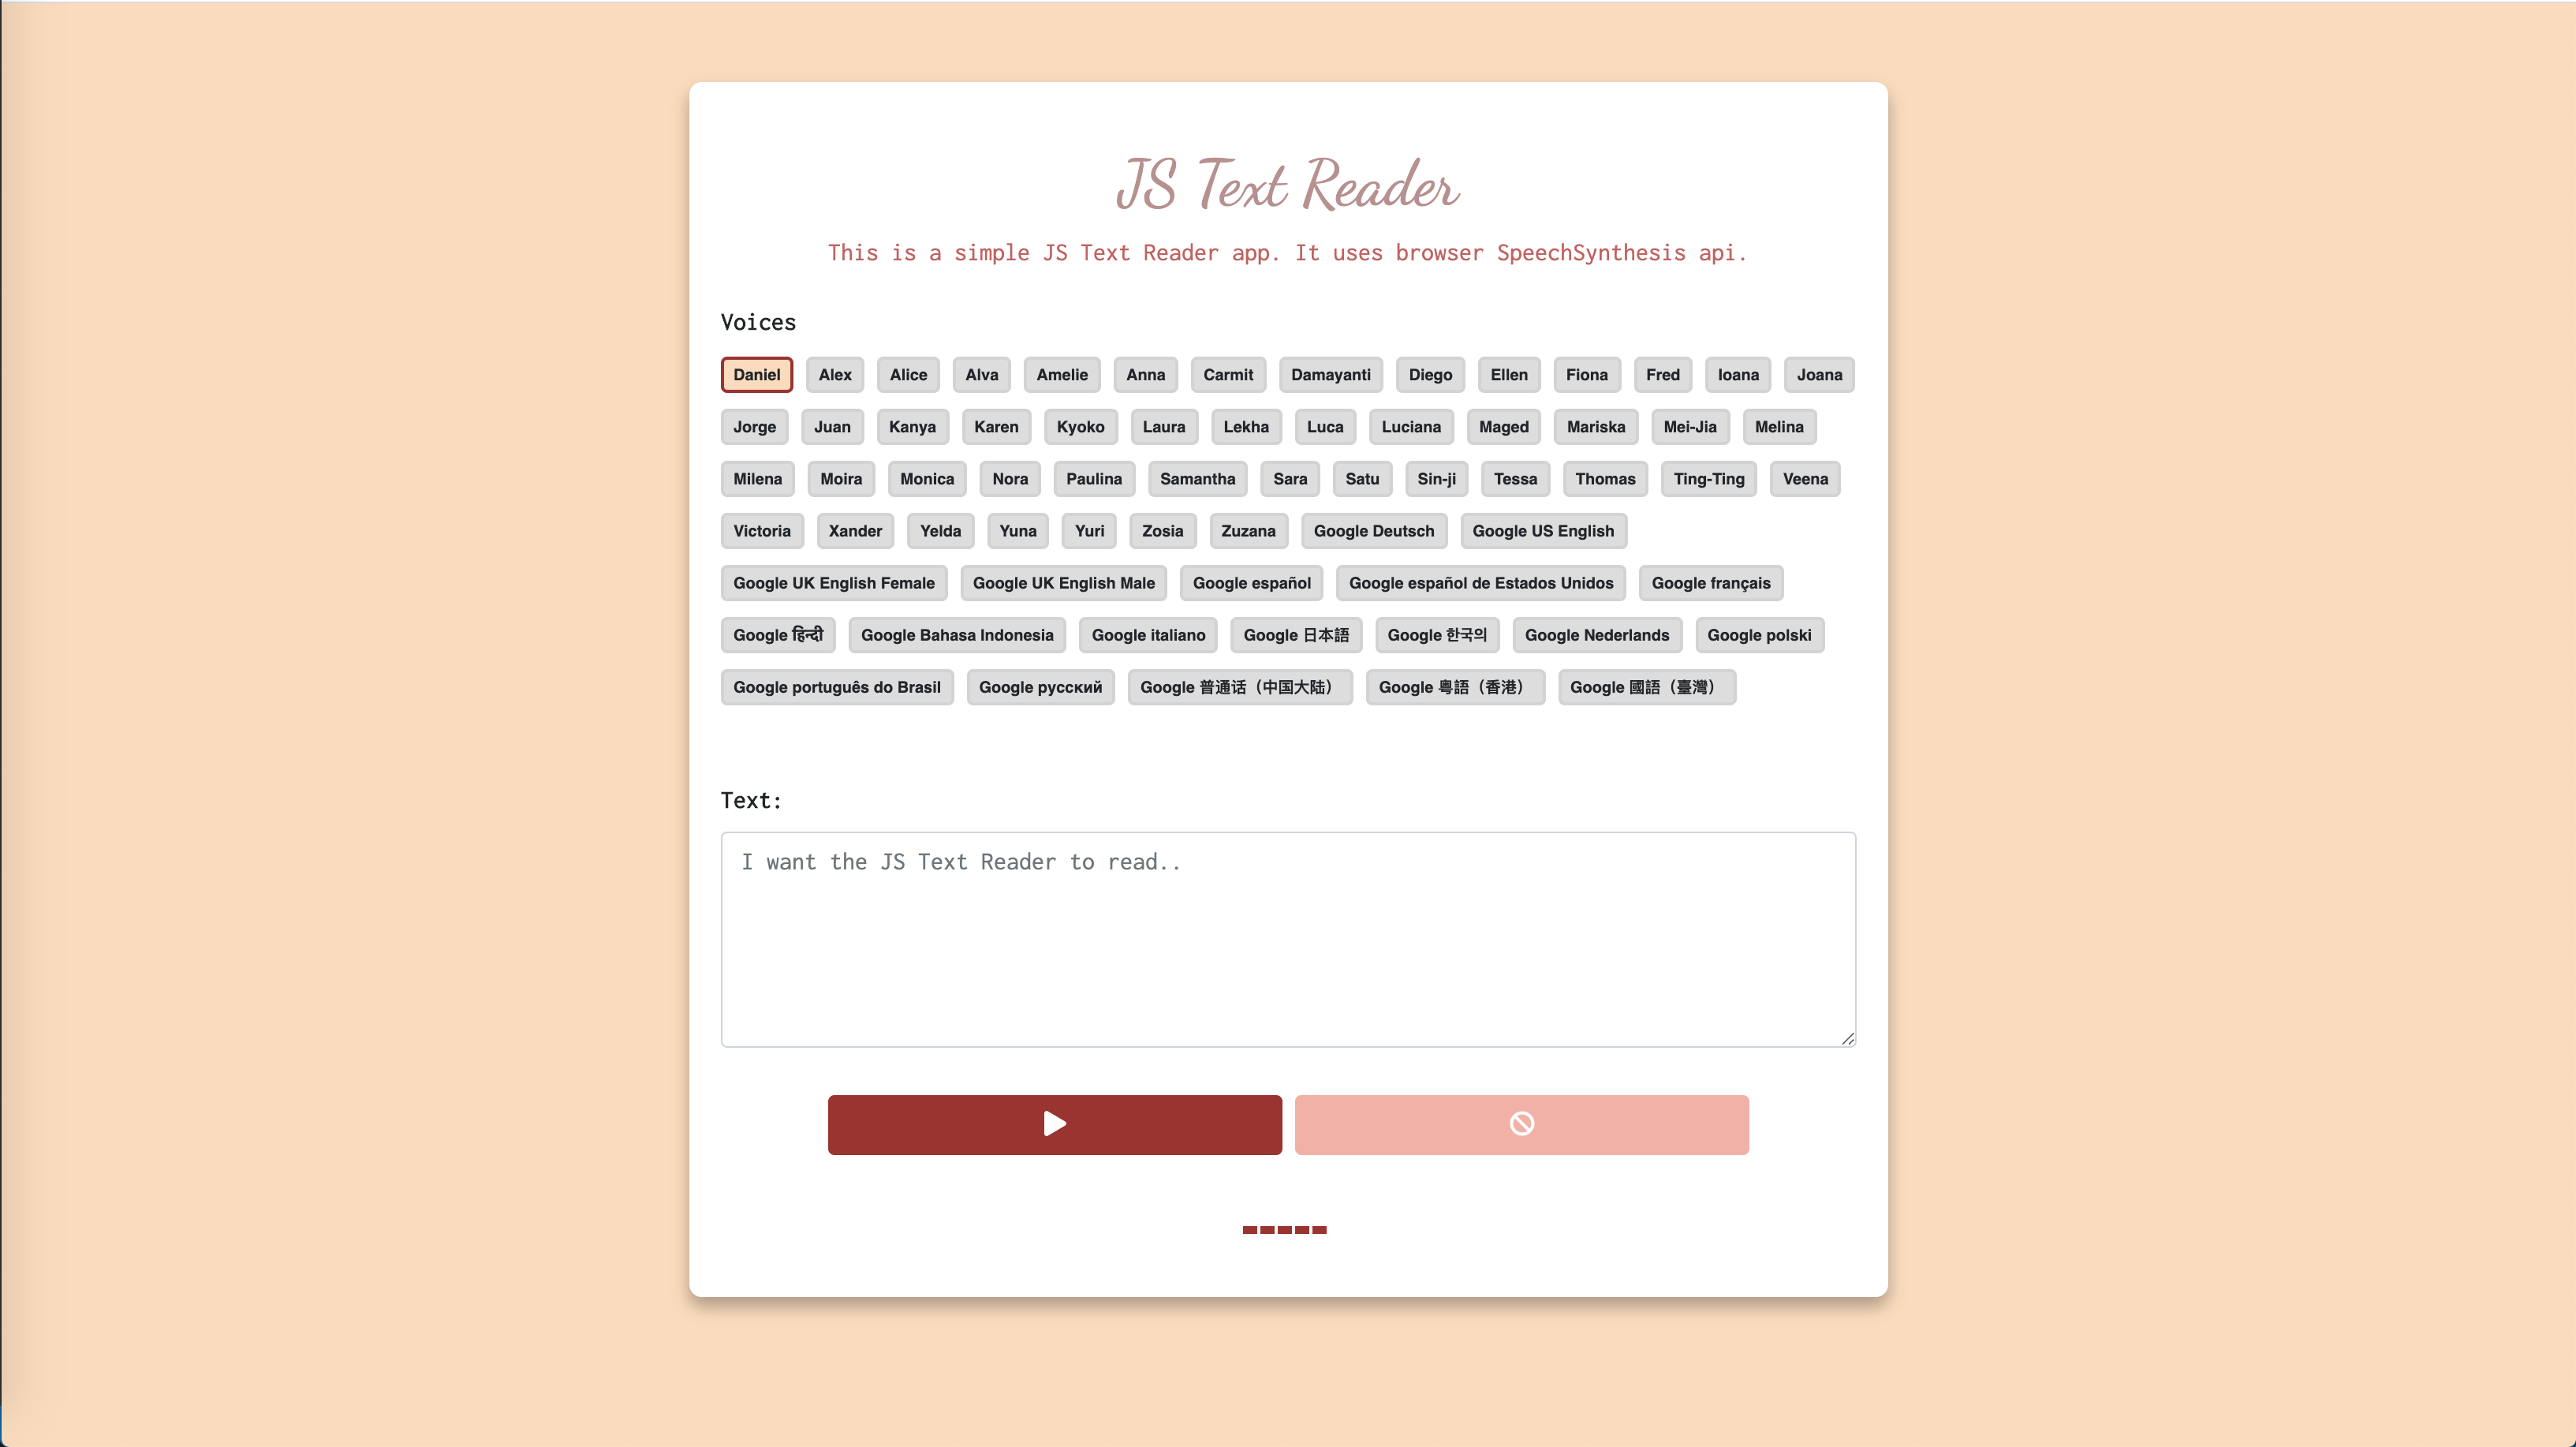 JS Text Reader
This is a simple JS Text Reader app. It uses browser SpeechSynthesis api.
Voices
Daniel Alex Alice Alva Amelie Anna Carmit Damayanti Diego Ellen Fiona Fred Ioana Joana
Jorge Juan Kanya Karen Kyoko Laura Lekha Luca Luciana Maged Mariska Mei-Jia Melina
Milena Moira Monica Nora Paulina Samantha Sara Satu Sin-ji Tessa Thomas Ting-Ting Veena
Victoria Xander Yelda Yuna Yuri Zosia Zuzana Google Deutsch Google US English
Google UK English Female Google UK English Male Google español Google español de Estados Unidos Google français
Google हिन्दी Google Bahasa Indonesia Google italiano Google 日本語 Google 한국의 Google Nederlands Google polski
Google português do Brasil Google русский Google 普通话（中国大陆） Google 粤語（香港） Google 國語（臺灣）
Text:
I want the JS Text Reader to read..